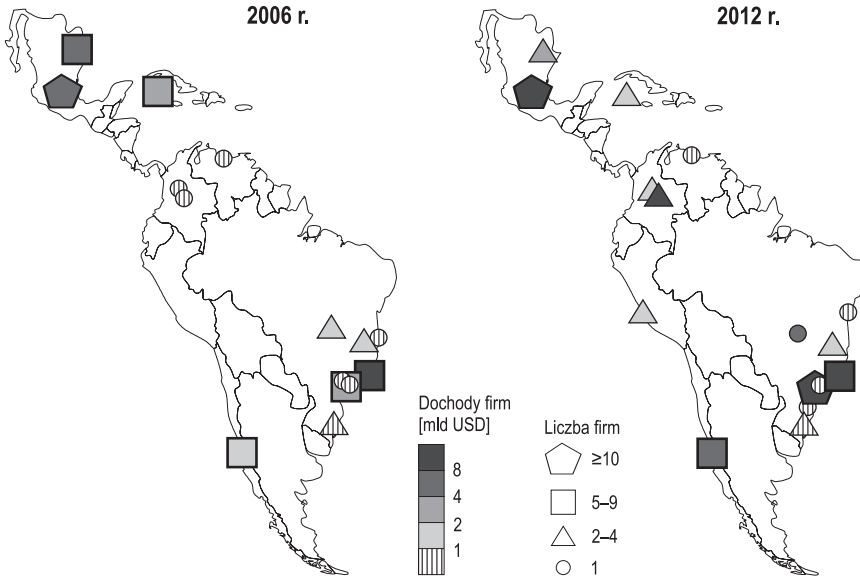 2006 r.
2012 r.
Dochody firm
[mld USD]
8
4
2
1
Liczba firm
≥10
5–9
2–4
1